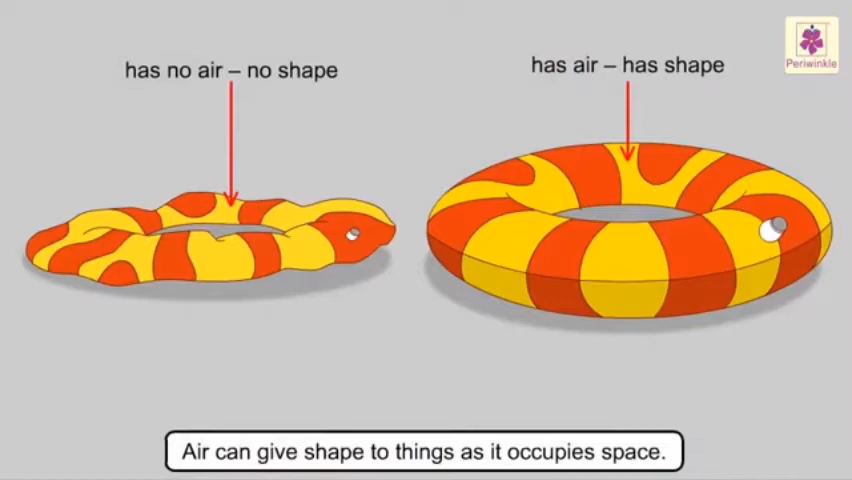 has no air – no shape
has air – has shape
Periwinkle
Air can give shape to things as it occupies space.